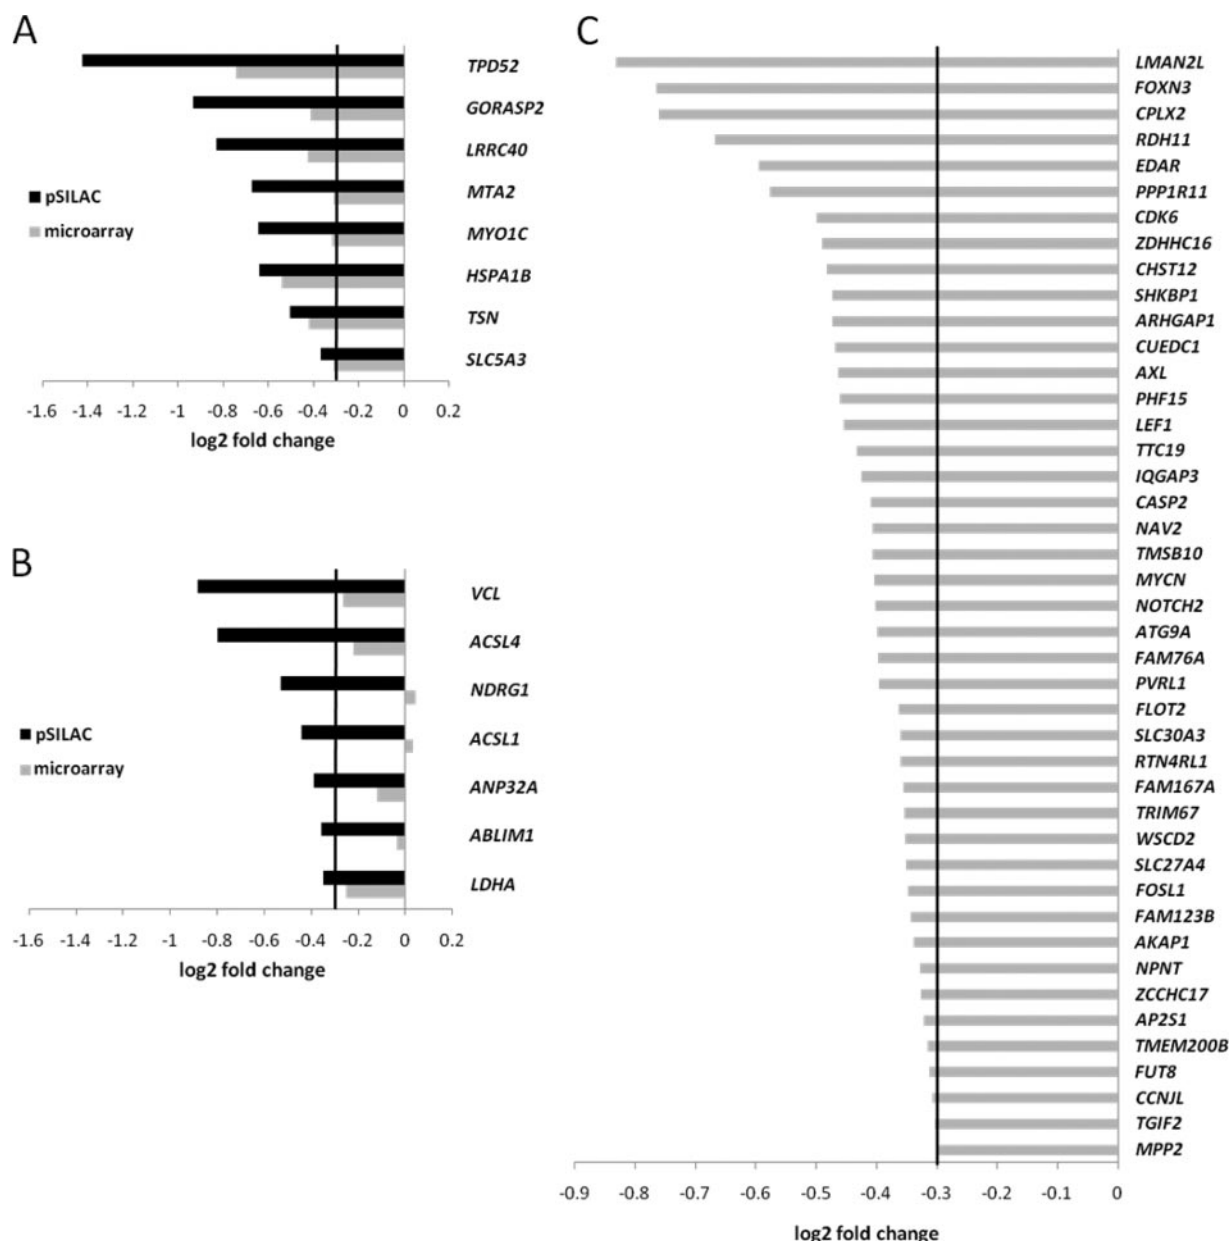 A
TPD52
GORASP2
LRRC40
MTA2
MYO1C
HSPA1B
TSN
SLC5A3
pSILAC
microarray
-1.6 -1.4 -1.2 -1 -0.8 -0.6 -0.4 -0.2 0 0.2
log2 fold change
B
VCL
ACSL4
NDRG1
ACSL1
ANP32A
ABLIM1
LDHA
pSILAC
microarray
-1.6 -1.4 -1.2 -1 -0.8 -0.6 -0.4 -0.2 0 0.2
log2 fold change
C
LMAN2L
FOXN3
CPLX2
RDH11
EDAR
PPP1R11
CDK6
ZDHHC16
CHST12
SHKBP1
ARHGAP1
CUEDC1
AXL
PHF15
LEF1
TTC19
IQGAP3
CASP2
NAV2
TMSB10
MYCN
NOTCH2
ATG9A
FAM76A
PVRL1
FLOT2
SLC30A3
RTN4RL1
FAM167A
TRIM67
WSCD2
SLC27A4
FOSL1
FAM123B
AKAP1
NPNT
ZCCHC17
AP2S1
TMEM200B
FUT8
CCNJL
TGIF2
MPP2
-0.9 -0.8 -0.7 -0.6 -0.5 -0.4 -0.3 -0.2 -0.1 0
log2 fold change